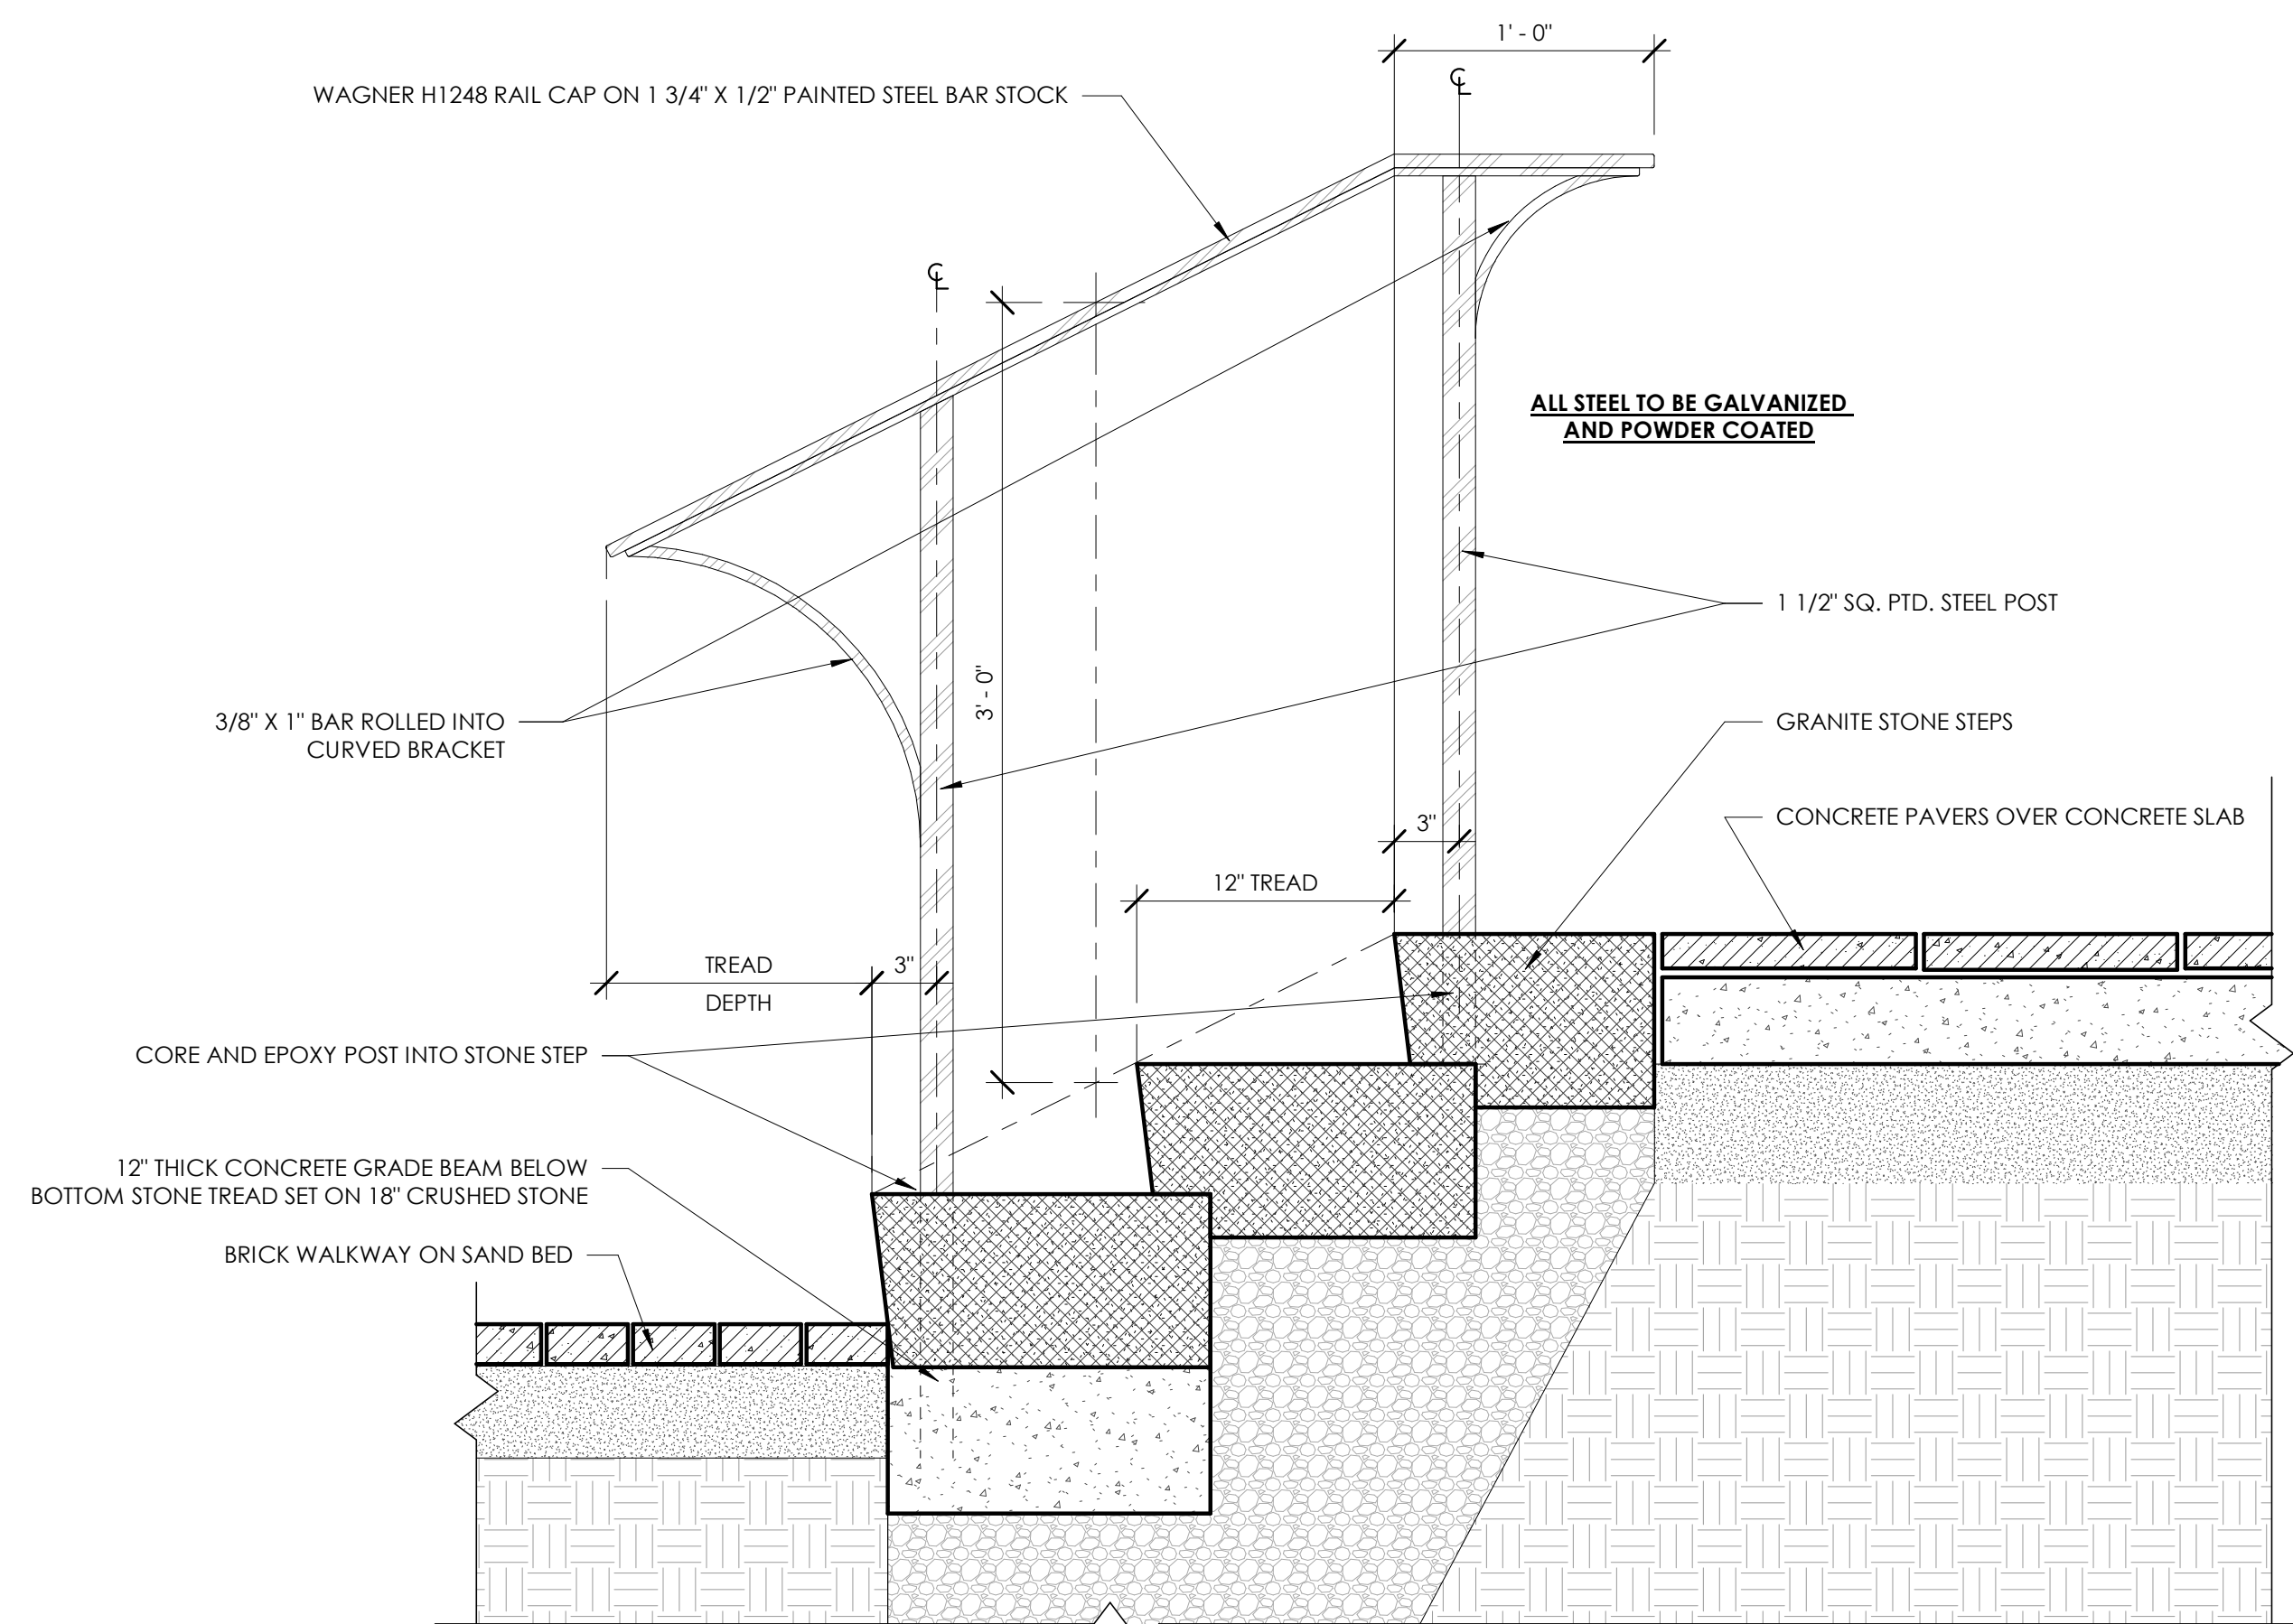 1' - 0"
℄
WAGNER H1248 RAIL CAP ON 1 3/4" X 1/2" PAINTED STEEL BAR STOCK
℄
ALL STEEL TO BE GALVANIZED
AND POWDER COATED
1 1/2" SQ. PTD. STEEL POST
3' - 0"
3/8" X 1" BAR ROLLED INTO
CURVED BRACKET
GRANITE STONE STEPS
CONCRETE PAVERS OVER CONCRETE SLAB
3"
12" TREAD
TREAD
DEPTH
3"
CORE AND EPOXY POST INTO STONE STEP
12" THICK CONCRETE GRADE BEAM BELOW
BOTTOM STONE TREAD SET ON 18" CRUSHED STONE
BRICK WALKWAY ON SAND BED